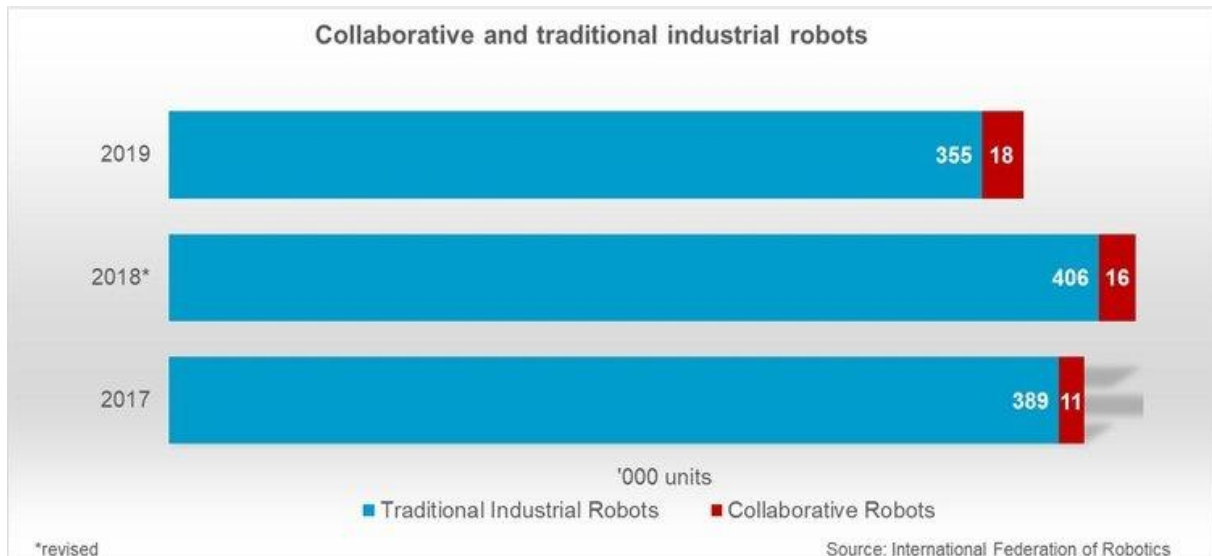 Collaborative and traditional industrial robots
2019 355 18
2018* 406 16
2017 389 11
'000 units
Traditional Industrial Robots Collaborative Robots
*revised Source: International Federation of Robotics